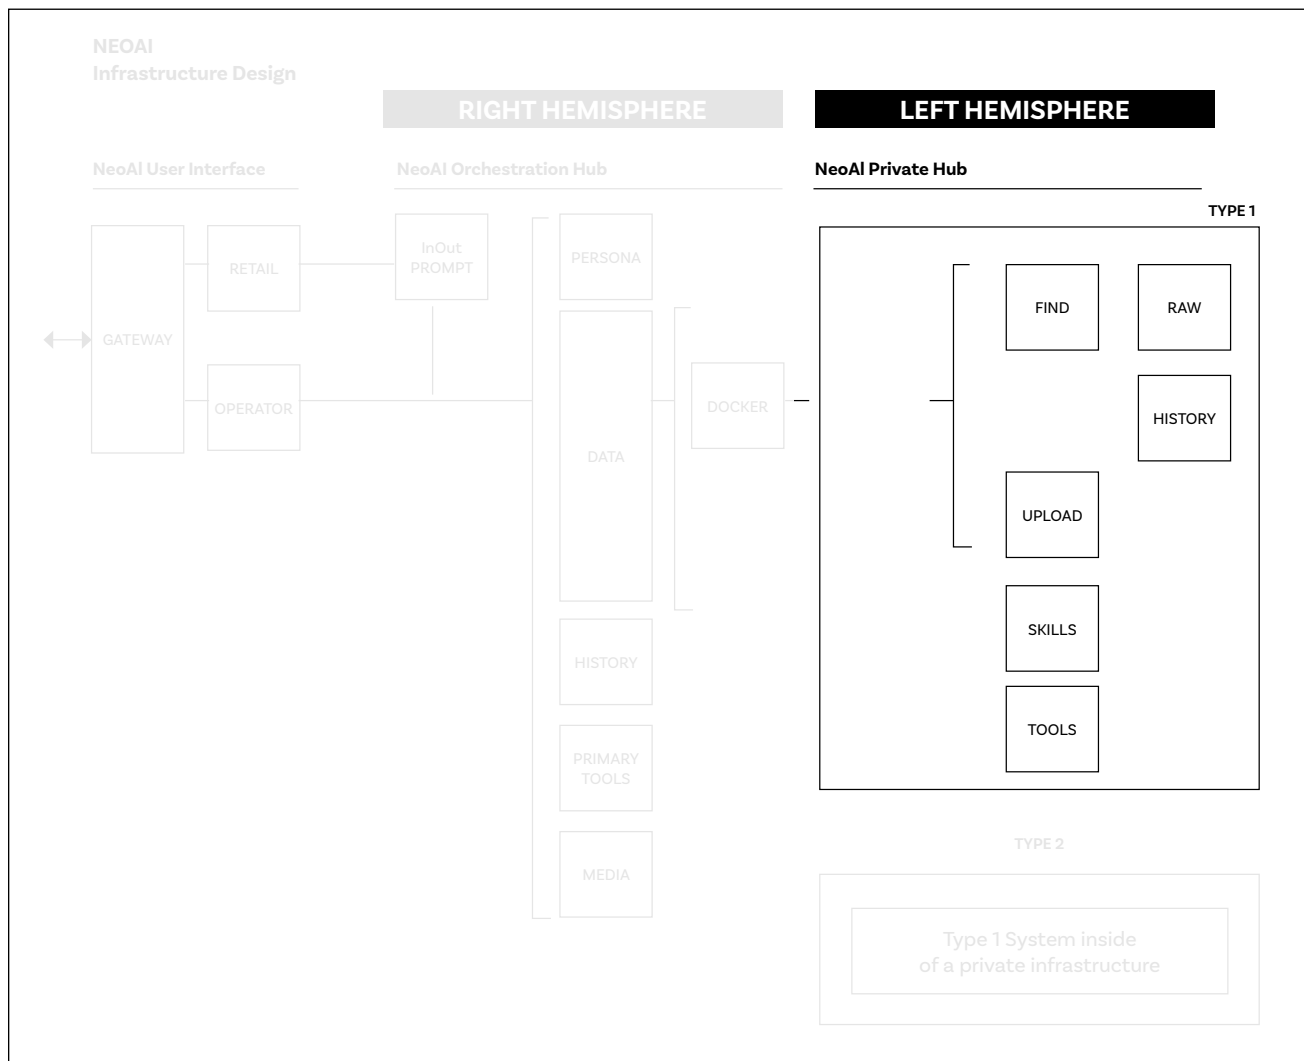 NEOAI
Infrastructure Design
RIGHT HEMISPHERE
LEFT HEMISPHERE
NeoAI User Interface
NeoAI Orchestration Hub
NeoAI Private Hub
TYPE 1
GATEWAY
RETAIL
OPERATOR
InOut
PROMPT
PERSONA
DATA
HISTORY
PRIMARY
TOOLS
MEDIA
DOCKER
FIND
RAW
HISTORY
UPLOAD
SKILLS
TOOLS
TYPE 2
Type 1 System inside
of a private infrastructure